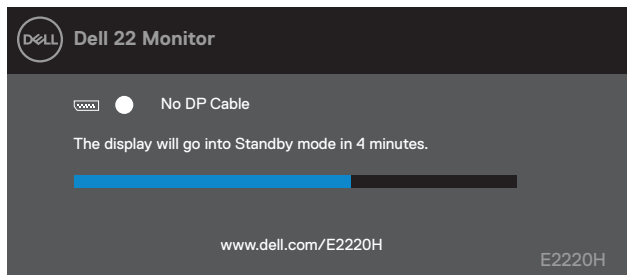 DELL
Dell 22 Monitor
No DP Cable
The display will go into Standby mode in 4 minutes.
www.dell.com/E2220H
E2220H